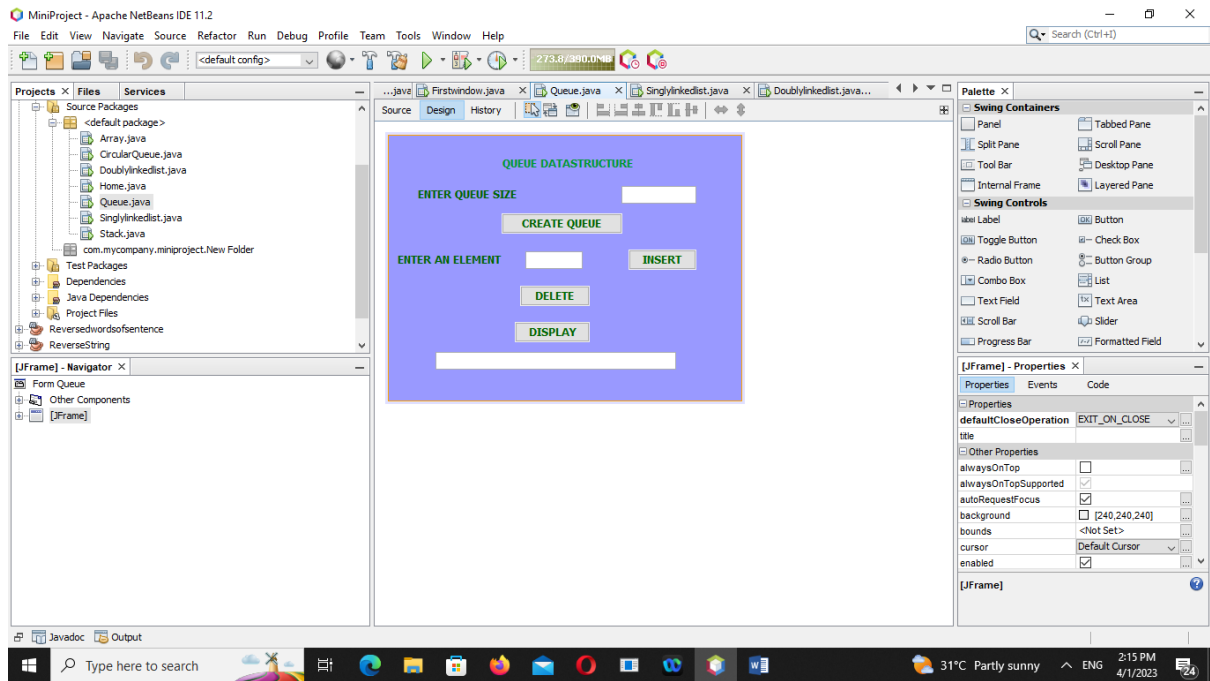 MiniProject - Apache NetBeans IDE 11.2
File Edit View Navigate Source Refactor Run Debug Profile Team Tools Window Help
Search (Ctrl+I)
<default config>
273.8/380.0MB
Projects Files Services
Source Packages
<default package>
Array.java
CircularQueue.java
Doublylinkedlist.java
Home.java
Queue.java
Singlylinkedlist.java
Stack.java
com.mycompany.miniproject.New Folder
Test Packages
Dependencies
Java Dependencies
Project Files
Reversedwordsofsentence
ReverseString
[JFrame] - Navigator
Form Queue
Other Components
[JFrame]
...java Firstwindow.java Queue.java Singlylinkedlist.java Doublylinkedlist.java...
Source Design History
QUEUE DATASTRUCTURE
ENTER QUEUE SIZE
CREATE QUEUE
ENTER AN ELEMENT INSERT
DELETE
DISPLAY
Palette
Swing Containers
Panel Tabbed Pane
Split Pane Scroll Pane
Tool Bar Desktop Pane
Internal Frame Layered Pane
Swing Controls
label Label OK Button
ON Toggle Button Check Box
Radio Button Button Group
Combo Box List
Text Field Text Area
Scroll Bar Slider
Progress Bar Formatted Field
[JFrame] - Properties
Properties Events Code
Properties
defaultCloseOperation EXIT_ON_CLOSE
title
Other Properties
alwaysOnTop
alwaysOnTopSupported
autoRequestFocus
background [240,240,240]
bounds <Not Set>
cursor Default Cursor
enabled
[JFrame]
Javadoc Output
Type here to search
31°C Partly sunny ENG 2:15 PM
4/1/2023
24